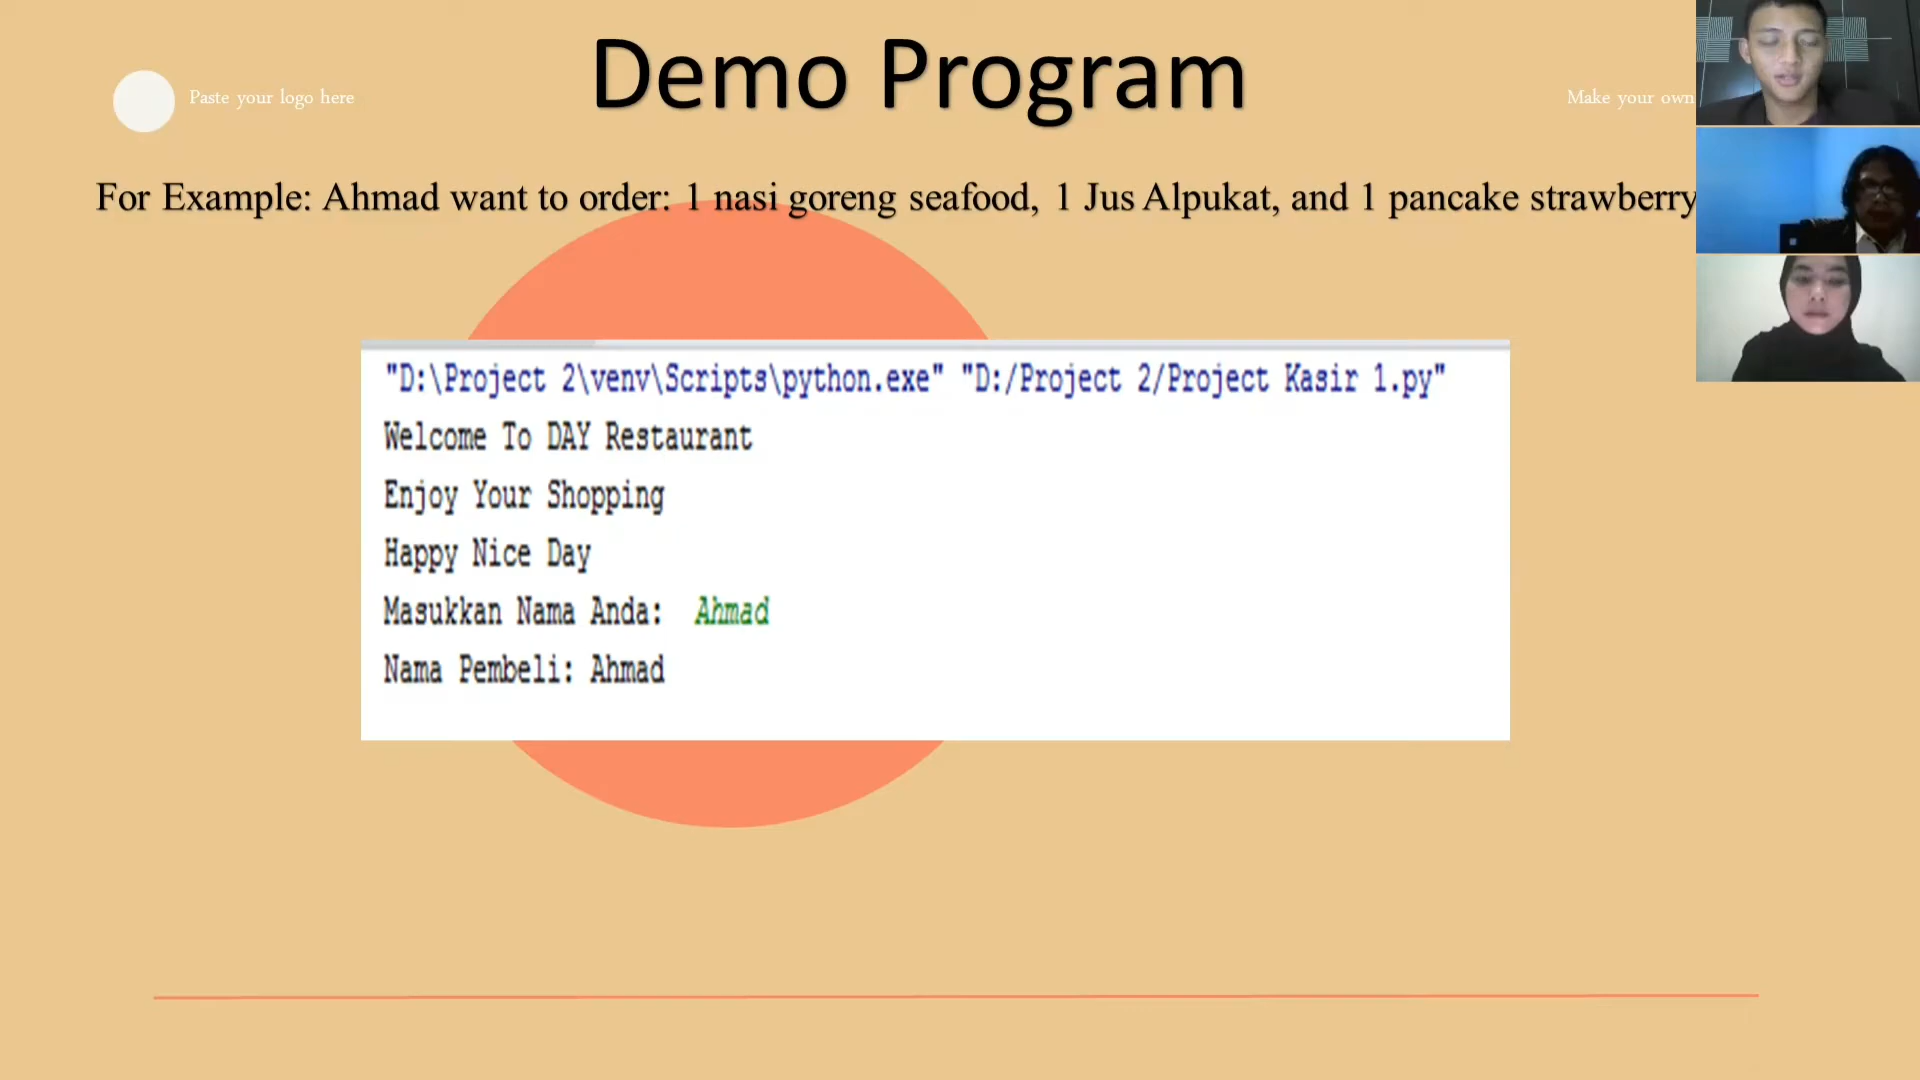 Demo Program
Paste your logo here
Make your own
For Example: Ahmad want to order: 1 nasi goreng seafood, 1 Jus Alpukat, and 1 pancake strawberry
"D:\Project 2\venv\Scripts\python.exe" "D:/Project 2/Project Kasir 1.py"
Welcome To DAY Restaurant
Enjoy Your Shopping
Happy Nice Day
Masukkan Nama Anda: Ahmad
Nama Pembeli: Ahmad